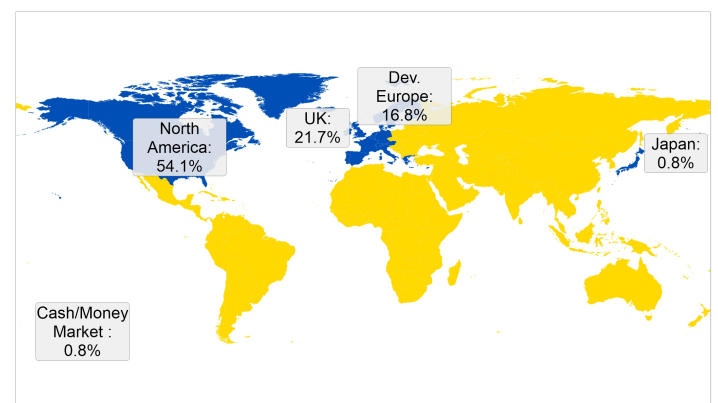 Dev.
Europe:
16.8%
UK:
21.7%
North
America:
54.1%
Japan:
0.8%
Cash/Money
Market :
0.8%